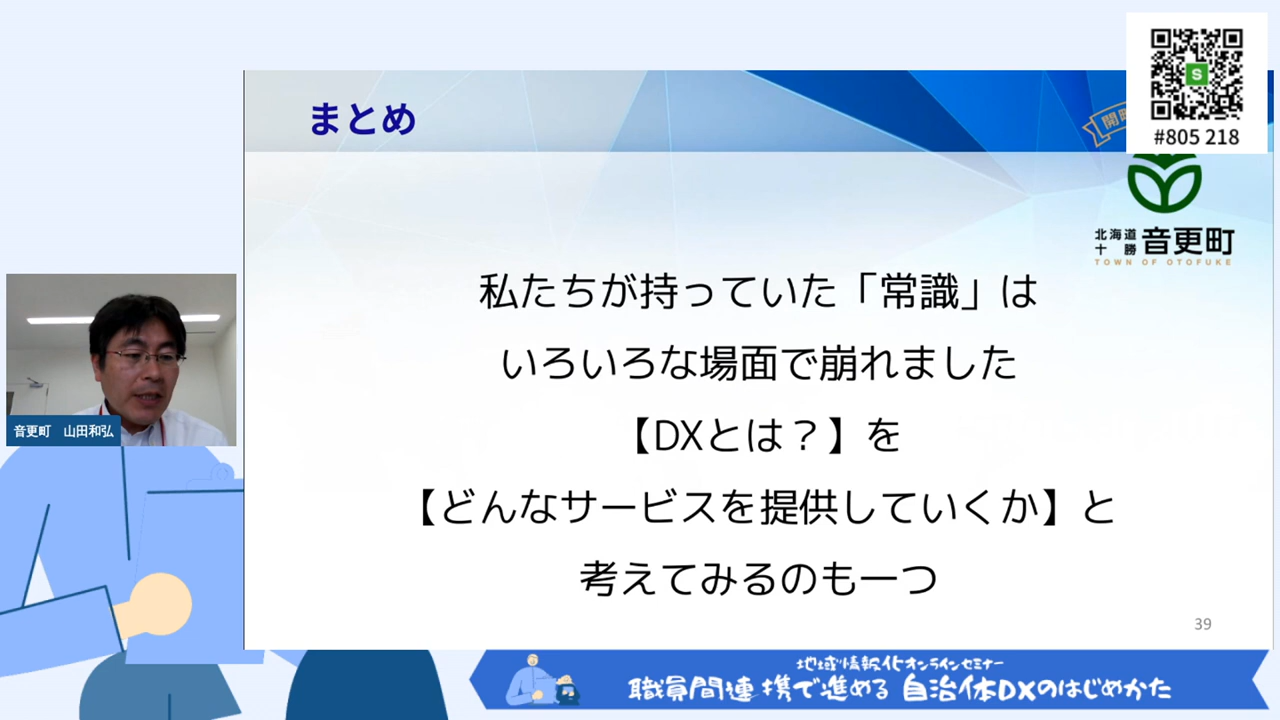 #805 218
まとめ
開町
北海道
十勝
音更町
TOWN OF OTOFUKE
私たちが持っていた「常識」は
いろいろな場面で崩れました
【DXとは？】を
【どんなサービスを提供していくか】と
考えてみるのも一つ
39
音更町 山田和弘
地域情報化オンラインセミナー
職員間連携で進める 自治体DXのはじめかた